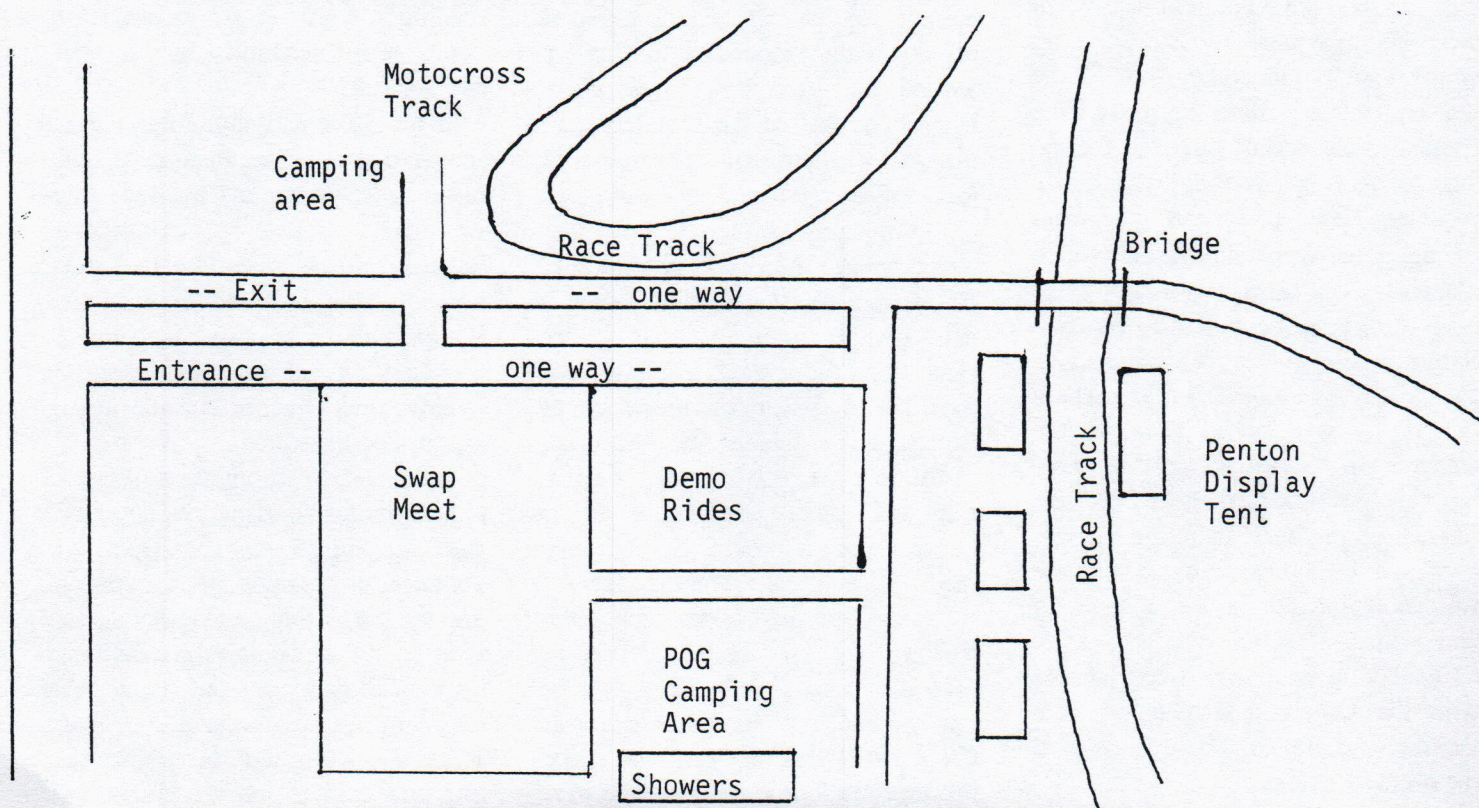 Motocross
Track
Camping
area
Race Track
Bridge
-- Exit
-- one way
Entrance --
one way --
Swap
Meet
Demo
Rides
Race Track
Penton
Display
Tent
POG
Camping
Area
Showers